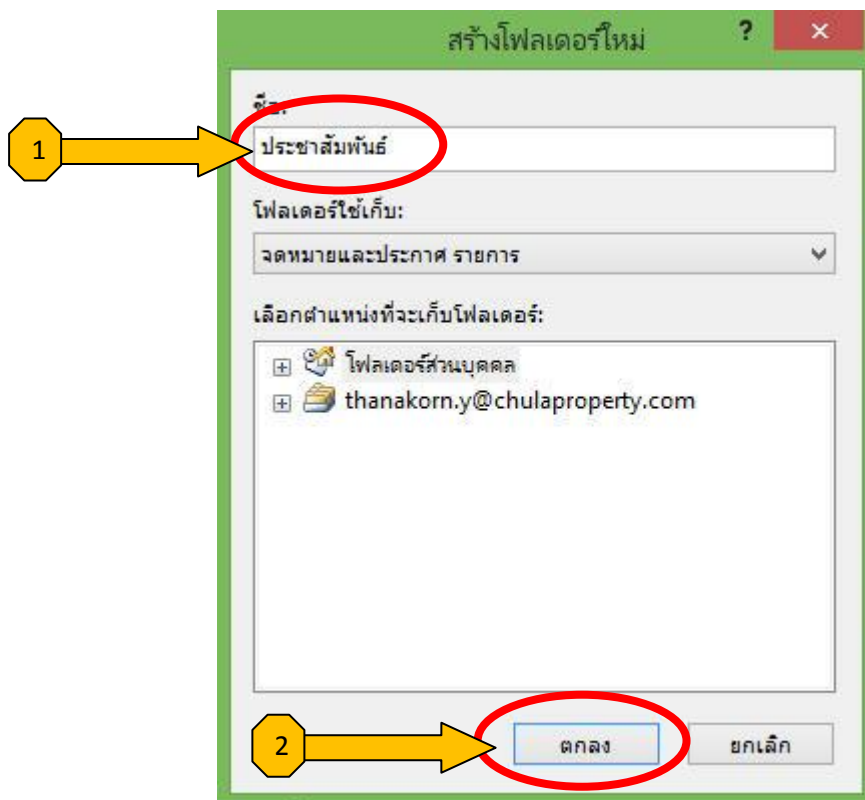 สร้างโฟลเดอร์ใหม่ ? ×
ชื่อ:
1
ประชาสัมพันธ์
โฟลเดอร์ใช้เก็บ:
จดหมายและประกาศ รายการ
เลือกตำแหน่งที่จะเก็บโฟลเดอร์:
โฟลเดอร์ส่วนบุคคล
thanakorn.y@chulaproperty.com
2
ตกลง ยกเลิก